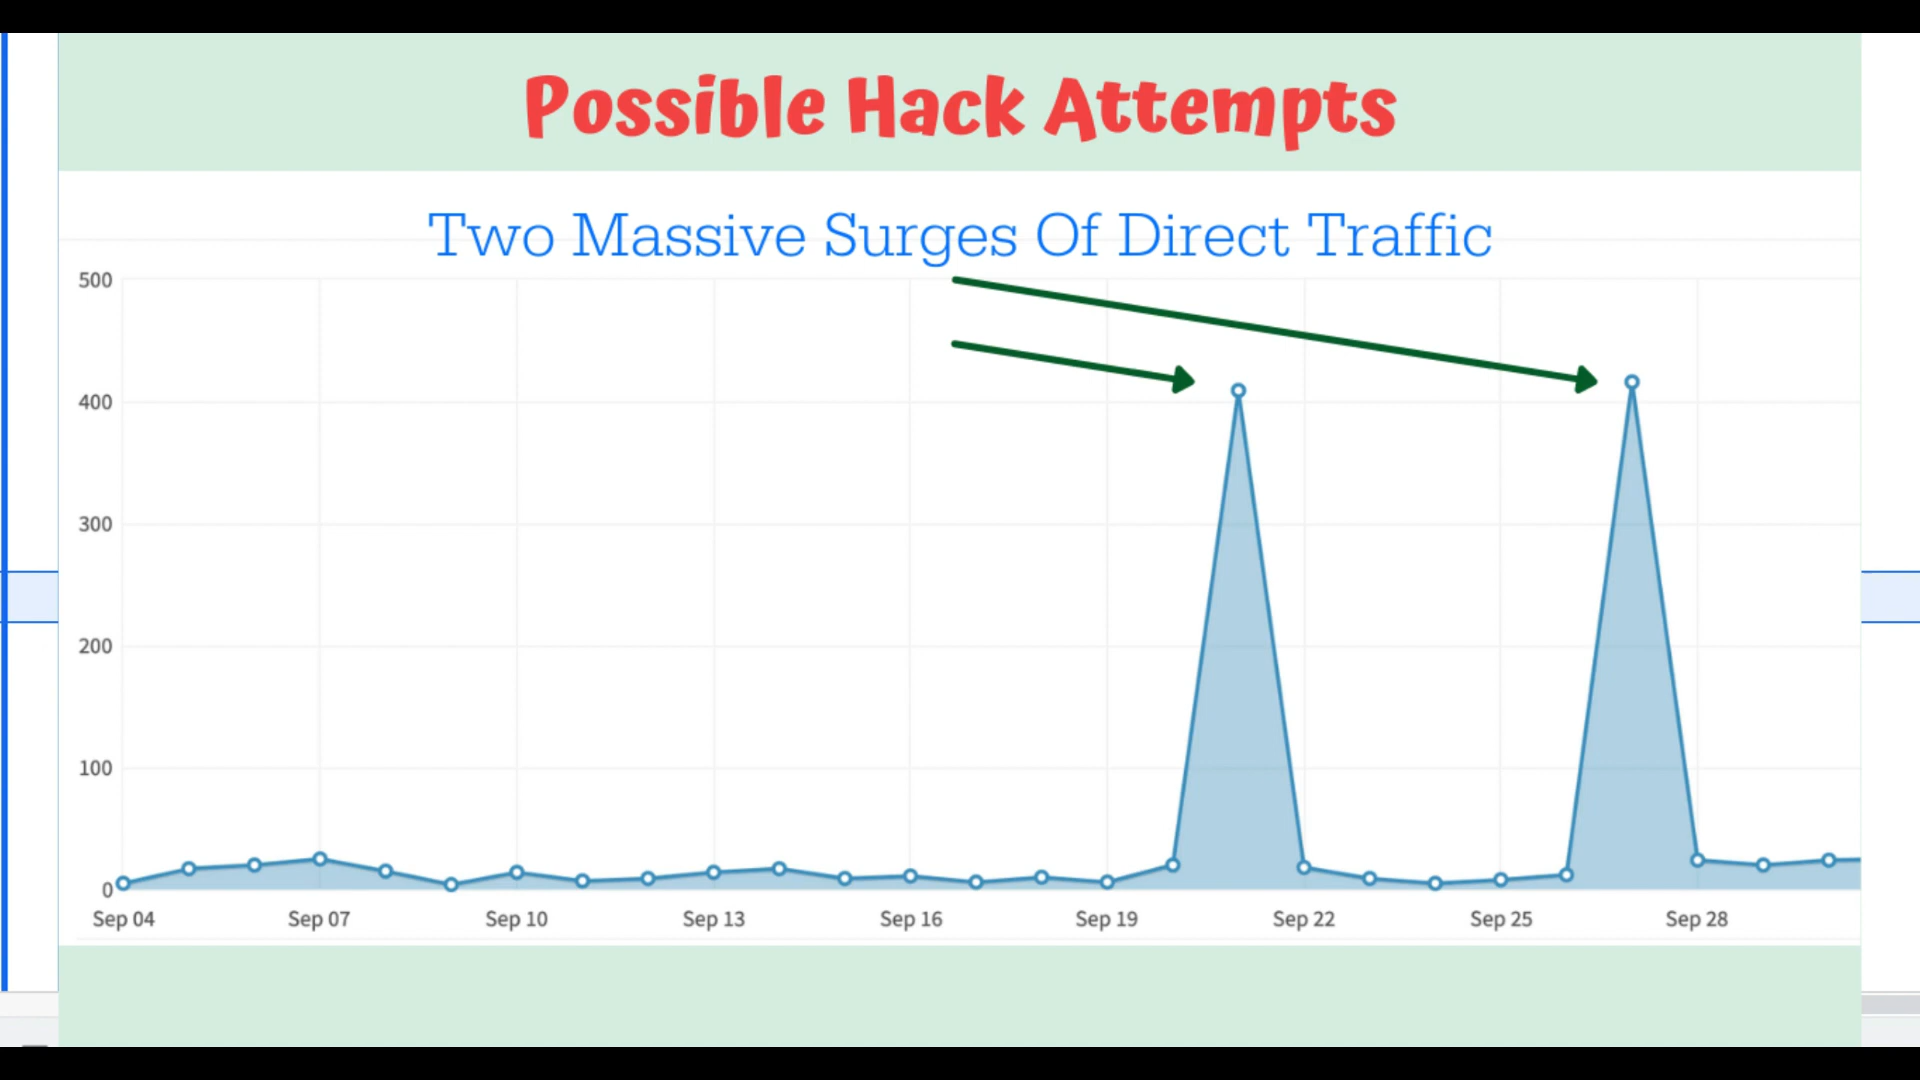 Possible Hack Attempts
Two Massive Surges Of Direct Traffic
500
400
300
200
100
0
Sep 04 Sep 07 Sep 10 Sep 13 Sep 16 Sep 19 Sep 22 Sep 25 Sep 28